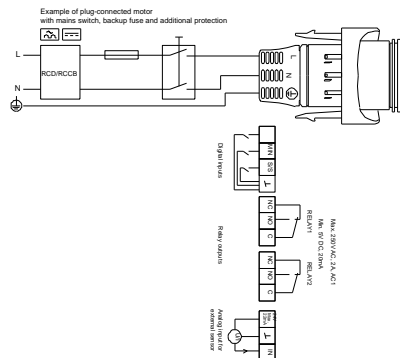 Example of plug-connected motor
with mains switch, backup fuse and additional protection
L
N
RCD/RCCB
L
N
Digital inputs
MIN
S/S
Relay outputs
NC
NO
C
RELAY1
NC
NO
C
RELAY2
Max. 250V AC, 2A, AC1
Min. 5V DC, 20mA
Analog input for
external sensor
IN